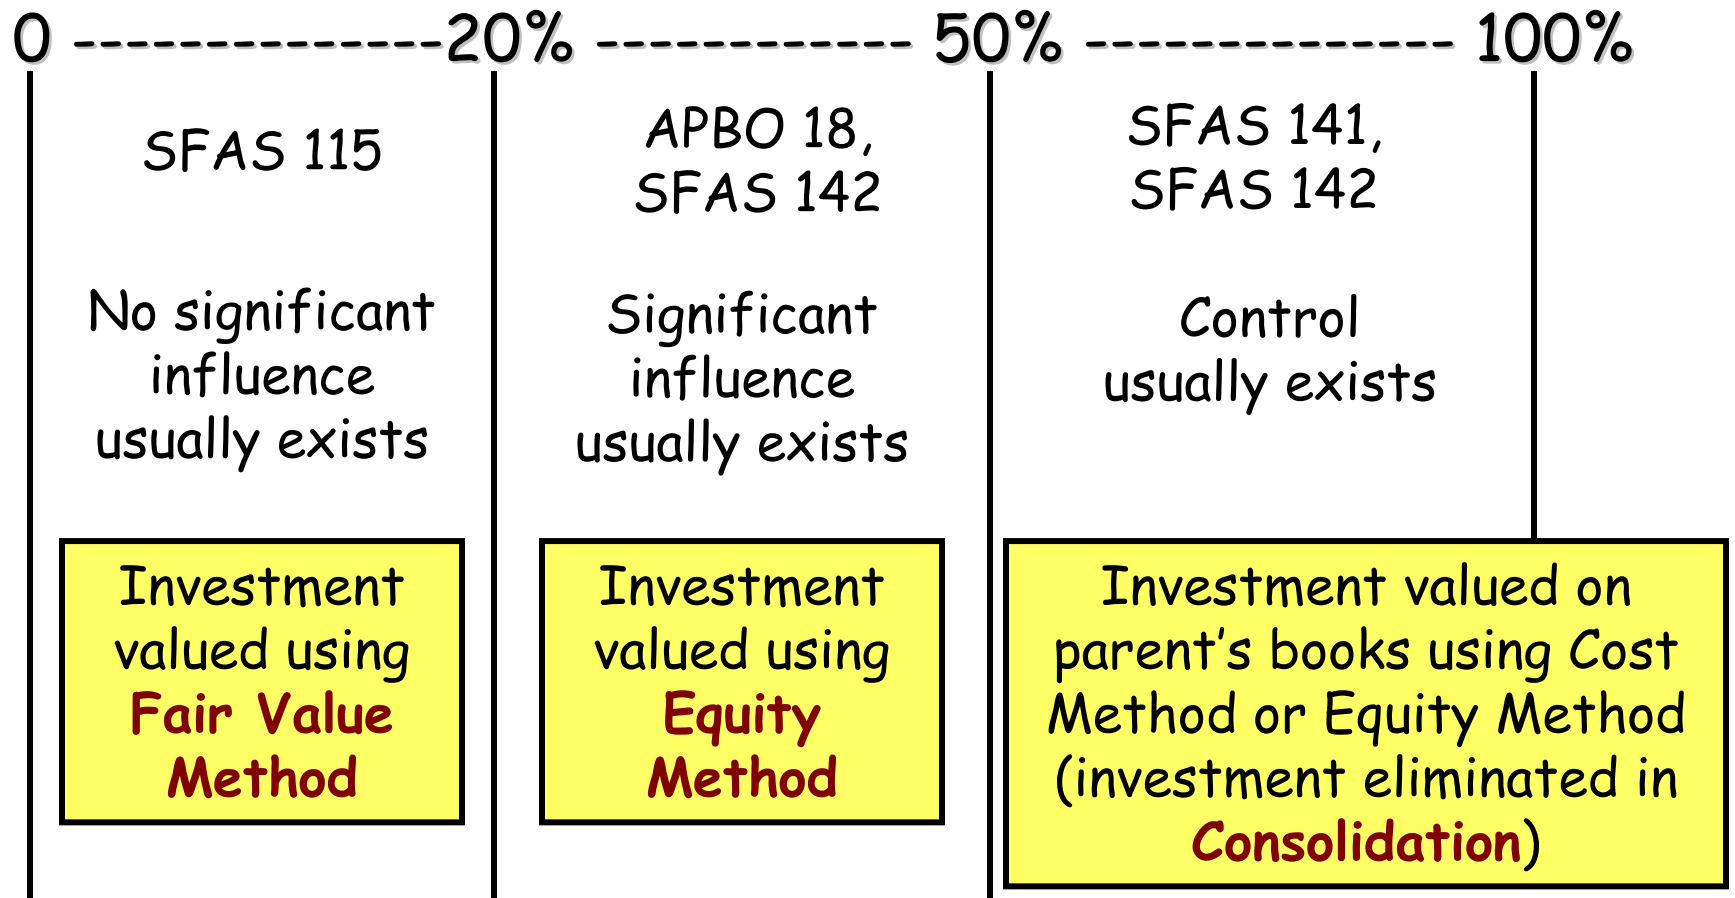 0 --------------20% ------------ 50% -------------- 100%
SFAS 115
No significant
influence
usually exists
Investment
valued using
Fair Value
Method
APBO 18,
SFAS 142
Significant
influence
usually exists
Investment
valued using
Equity
Method
SFAS 141,
SFAS 142
Control
usually exists
Investment valued on
parent’s books using Cost
Method or Equity Method
(investment eliminated in
Consolidation)